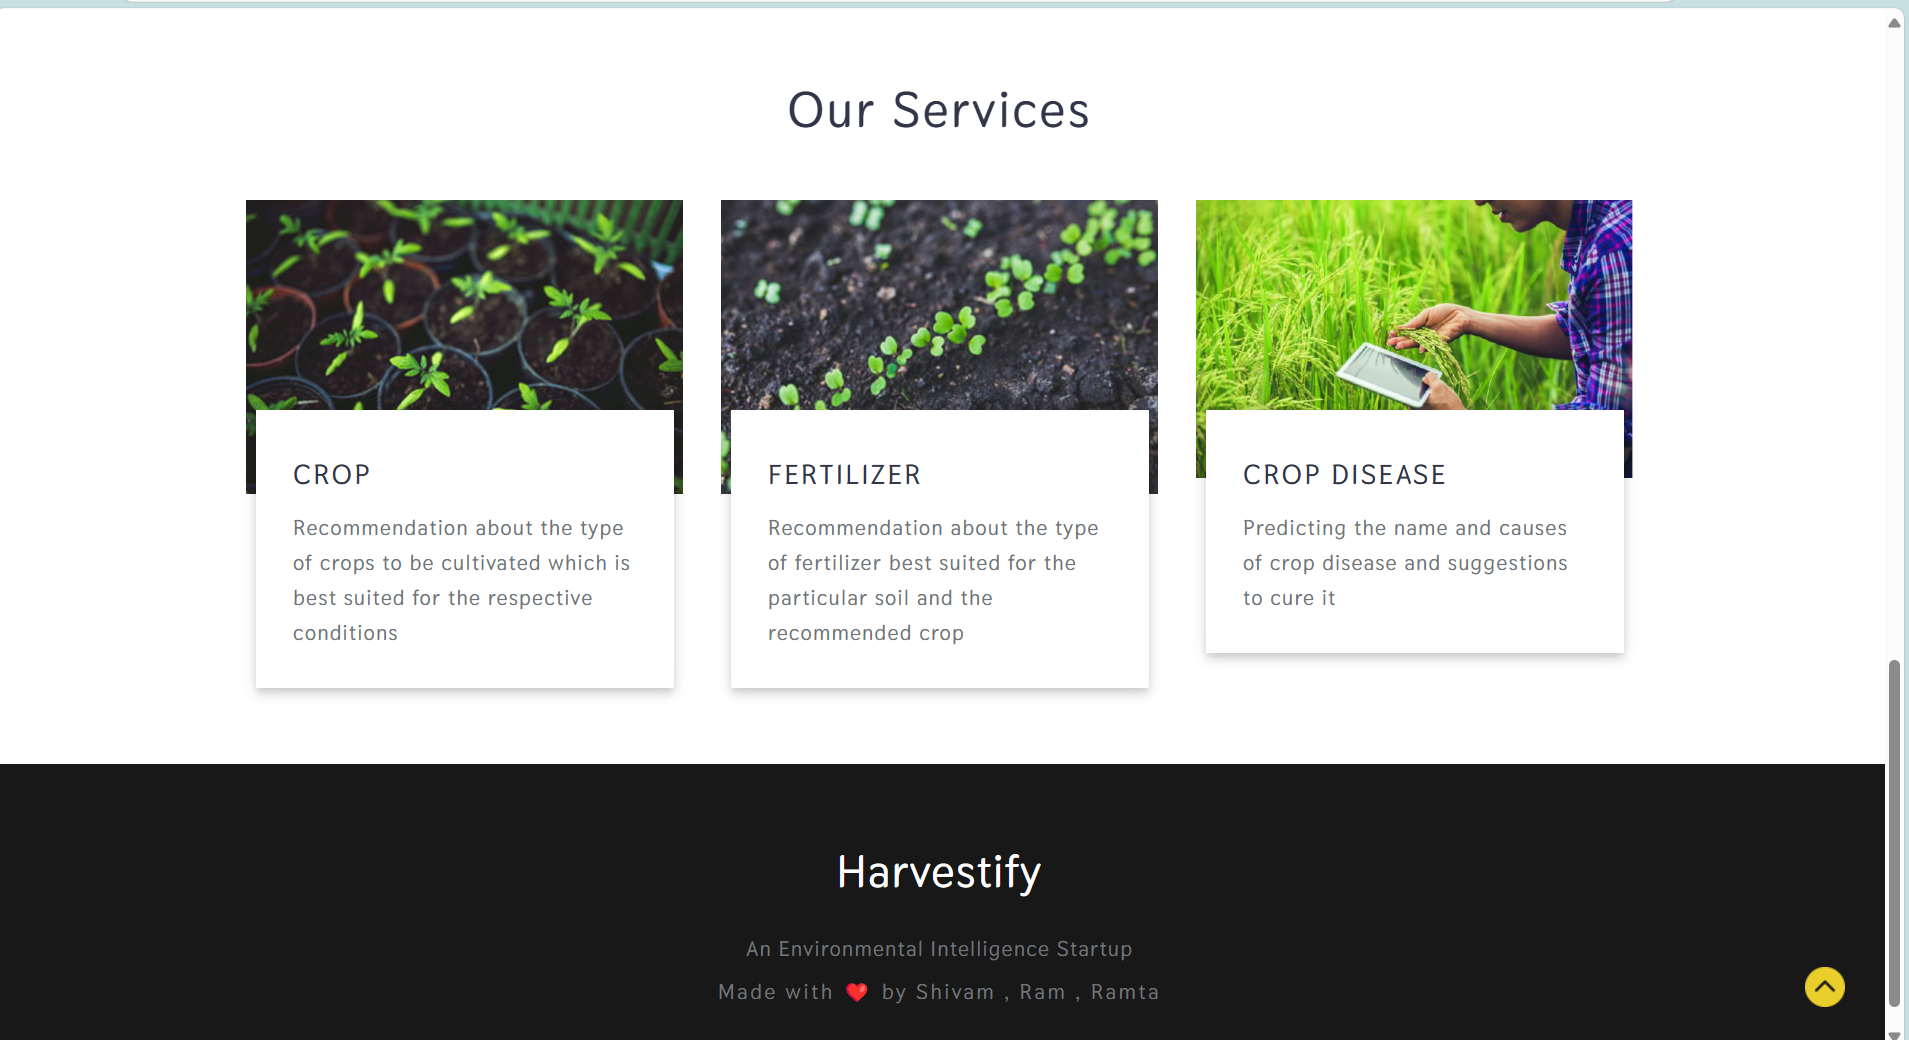 Our Services
CROP
Recommendation about the type
of crops to be cultivated which is
best suited for the respective
conditions
FERTILIZER
Recommendation about the type
of fertilizer best suited for the
particular soil and the
recommended crop
CROP DISEASE
Predicting the name and causes
of crop disease and suggestions
to cure it
Harvestify
An Environmental Intelligence Startup
Made with ❤️ by Shivam , Ram , Ramta